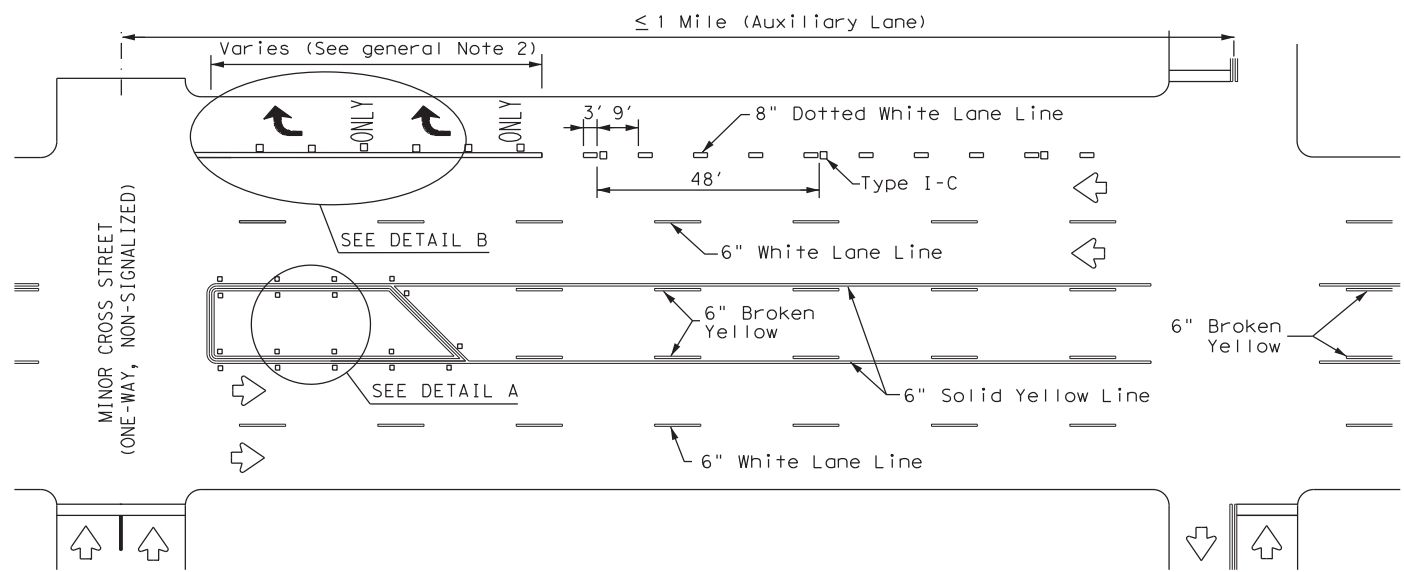 ≤ 1 Mile (Auxiliary Lane)
Varies (See general Note 2)
ONLY
ONLY
3' 9'
8" Dotted White Lane Line
48'
Type I-C
SEE DETAIL B
6" White Lane Line
MINOR CROSS STREET
(ONE-WAY, NON-SIGNALIZED)
6" Broken
Yellow
6" Broken
Yellow
SEE DETAIL A
6" Solid Yellow Line
6" White Lane Line